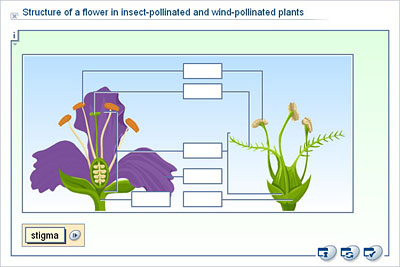 Structure of a flower in insect-pollinated and wind-pollinated plants
i
stigma